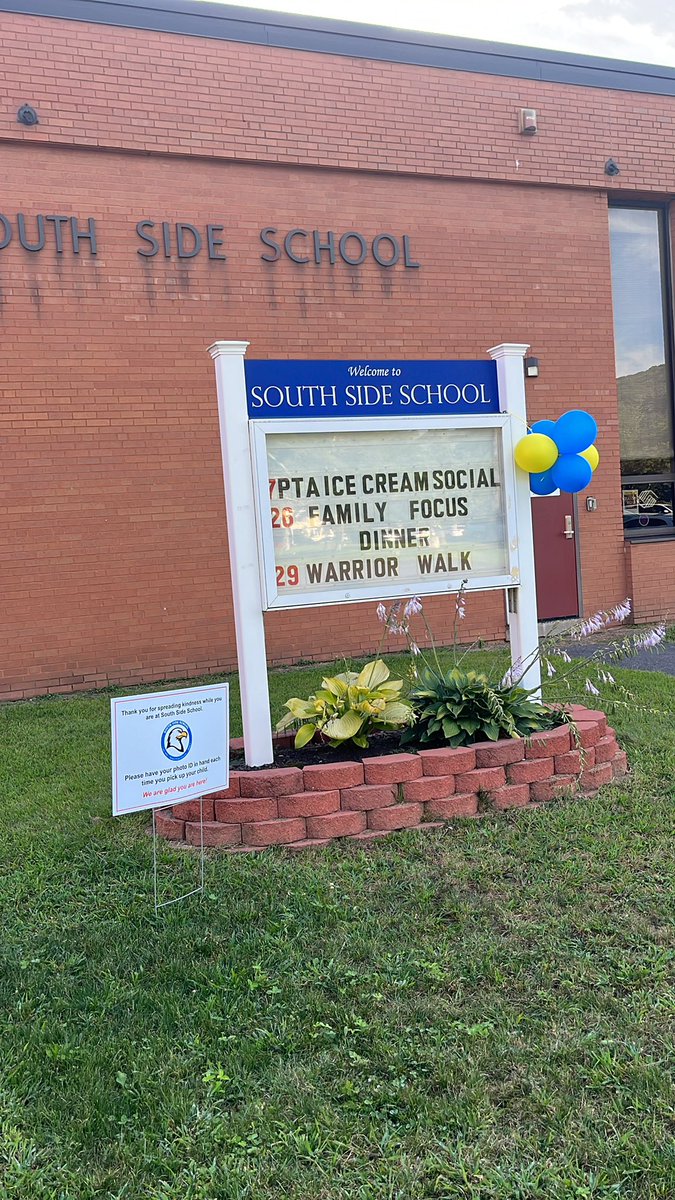 OUTH SIDE SCHOOL
Welcome to
SOUTH SIDE SCHOOL
7 PTA ICE CREAM SOCIAL
26 FAMILY FOCUS
DINNER
29 WARRIOR WALK
Thank you for spreading kindness while you
are at South Side School.
Please have your photo ID in hand each
time you pick up your child.
We are glad you are here!